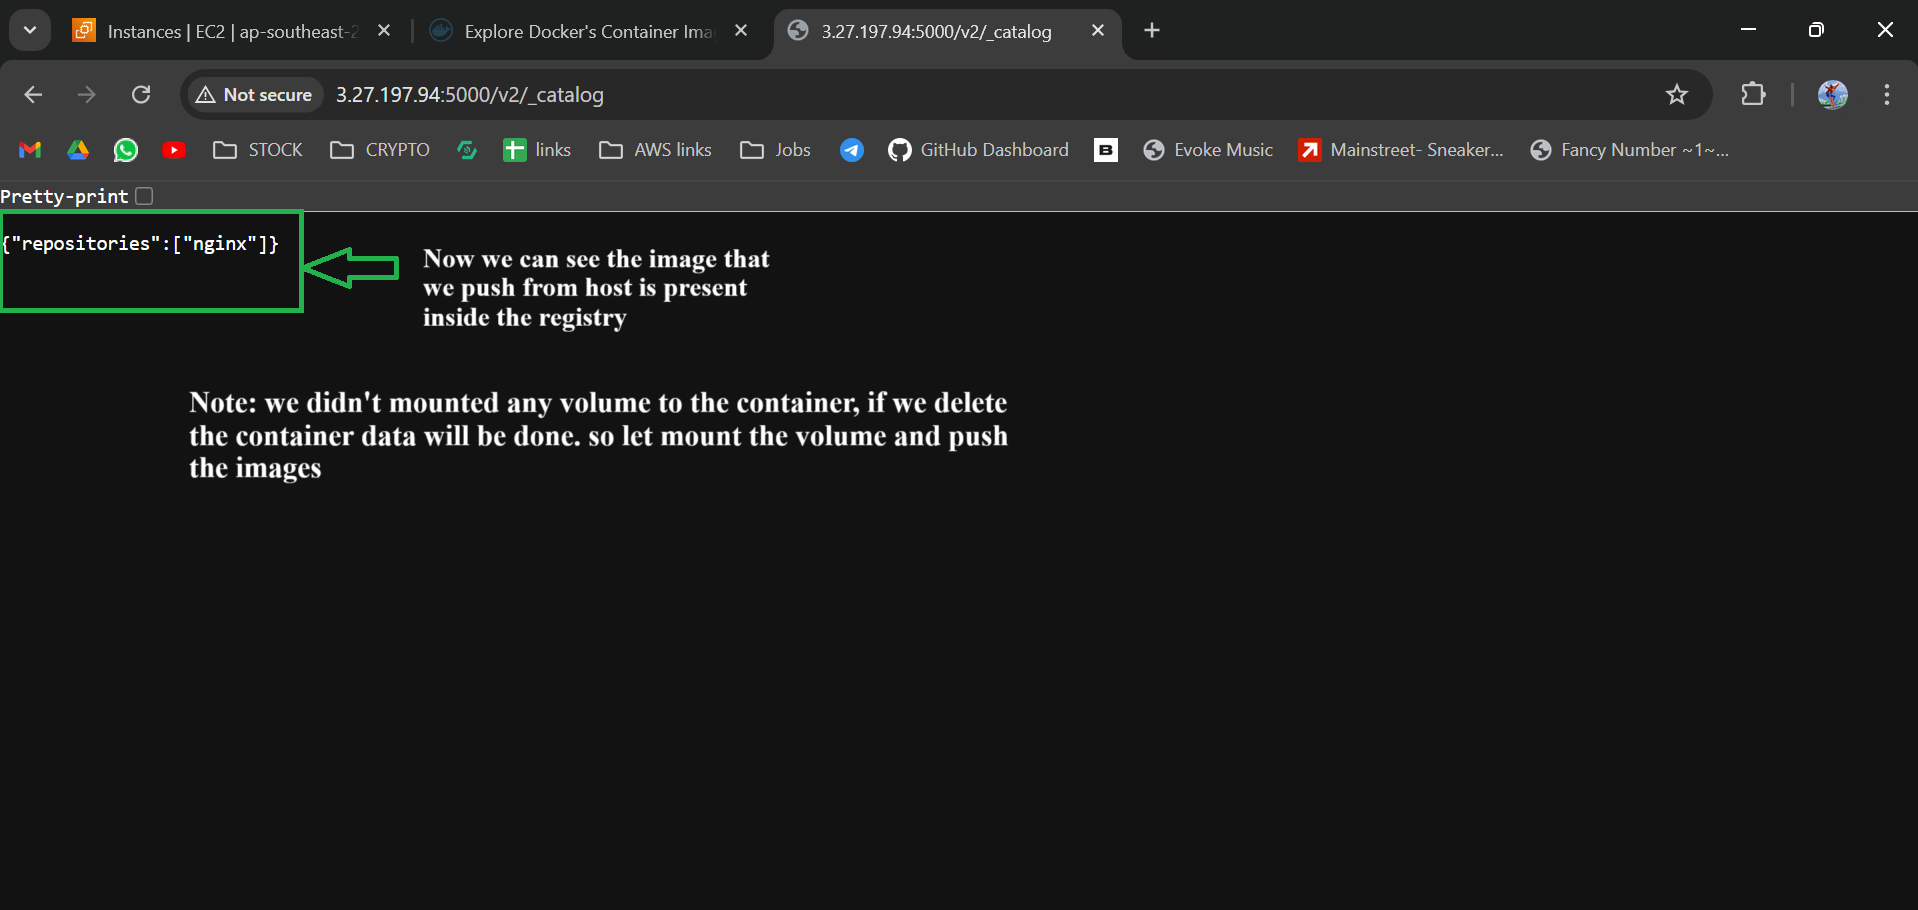 Instances | EC2 | ap-southeast-2
Explore Docker's Container Ima
3.27.197.94:5000/v2/_catalog
Not secure
3.27.197.94:5000/v2/_catalog
STOCK
CRYPTO
links
AWS links
Jobs
GitHub Dashboard
B
Evoke Music
Mainstreet- Sneaker...
Fancy Number ~1~...
Pretty-print
{"repositories":["nginx"]}
Now we can see the image that
we push from host is present
inside the registry
Note: we didn't mounted any volume to the container, if we delete
the container data will be done. so let mount the volume and push
the images